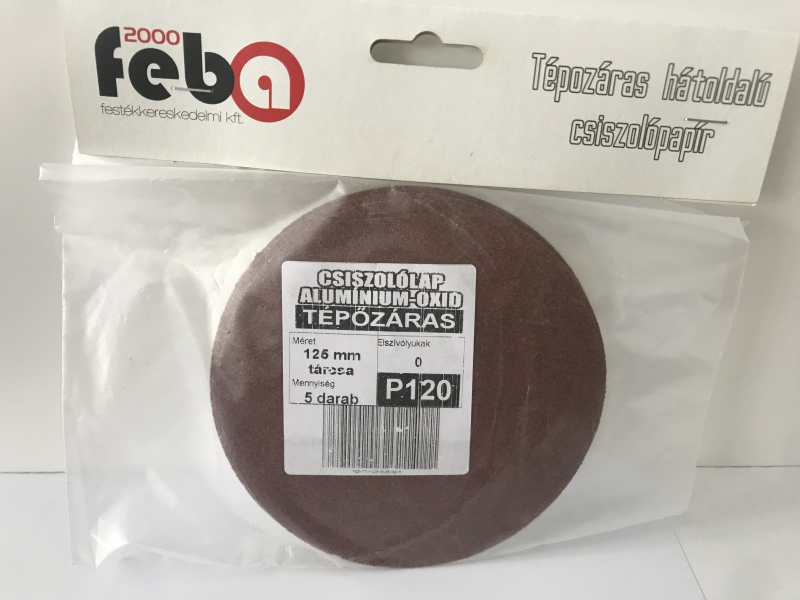 2000
feba
festékkereskedelmi kft.
Tépozáras hátoldalú
csiszolópapír
CSISZOLÓLAP
ALUMÍNIUM-OXID
TÉPŐZÁRAS
Méret
125 mm
tárcsa
Elszívólyukak
0
Mennyiség
5 darab
P120